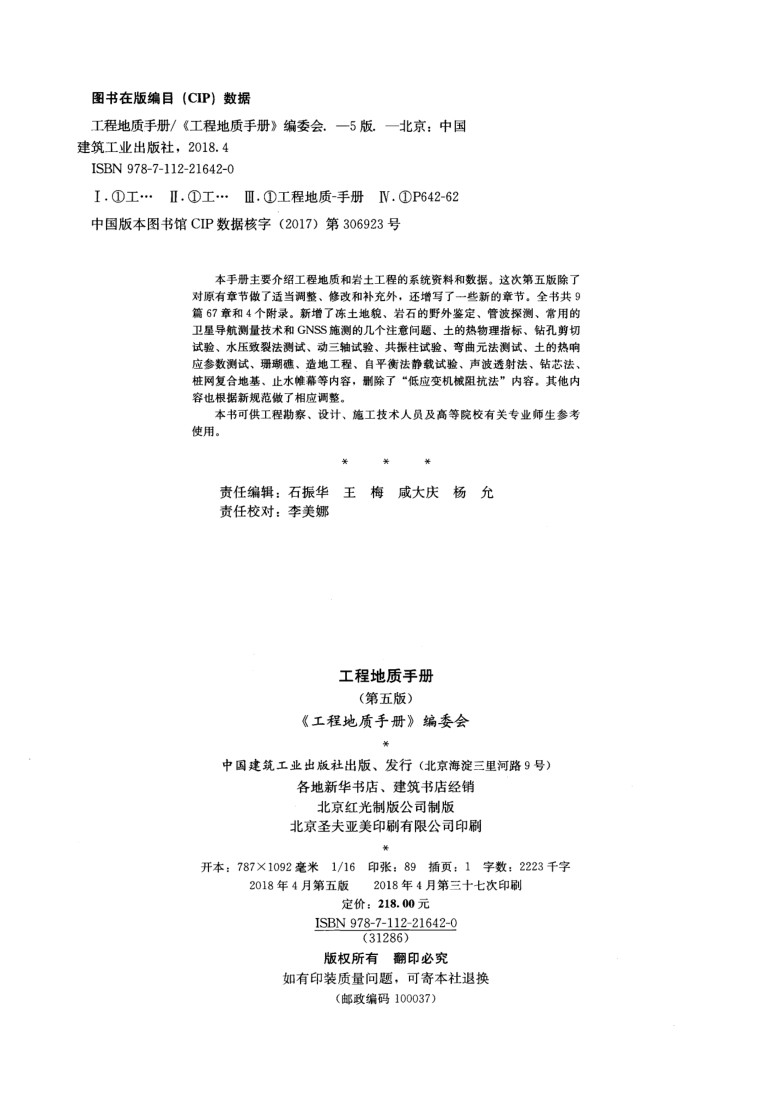 图书在版编目(CIP)数据
工程地质手册/《工程地质手册》编委会. —5版. —北京：中国
建筑工业出版社，2018.4
ISBN 978-7-112-21642-0
Ⅰ.①工… Ⅱ.①工… Ⅲ.①工程地质-手册 Ⅳ.①P642-62
中国版本图书馆CIP数据核字（2017）第306923号
本手册主要介绍工程地质和岩土工程的系统资料和数据。这次第五版除了
对原有章节做了适当调整、修改和补充外，还增写了一些新的章节。全书共9
篇67章和4个附录。新增了冻土地貌、岩石的野外鉴定、管波探测、常用的
卫星导航测量技术和GNSS施测的几个注意问题、土的热物理指标、钻孔剪切
试验、水压致裂法测试、动三轴试验、共振柱试验、弯曲元法测试、土的热响
应参数测试、珊瑚礁、造地工程、自平衡法静载试验、声波透射法、钻芯法、
桩网复合地基、止水帷幕等内容，删除了“低应变机械阻抗法”内容。其他内
容也根据新规范做了相应调整。
本书可供工程勘察、设计、施工技术人员及高等院校有关专业师生参考
使用。
* * *
责任编辑：石振华 王 梅 咸大庆 杨 允
责任校对：李美娜
工程地质手册
（第五版）
《工程地质手册》编委会
*
中国建筑工业出版社出版、发行（北京海淀三里河路9号）
各地新华书店、建筑书店经销
北京红光制版公司制版
北京圣夫亚美印刷有限公司印刷
*
开本：787×1092毫米 1/16 印张：89 插页：1 字数：2223千字
2018年4月第五版 2018年4月第三十七次印刷
定价：218.00元
ISBN 978-7-112-21642-0
（31286）
版权所有 翻印必究
如有印装质量问题，可寄本社退换
（邮政编码 100037）